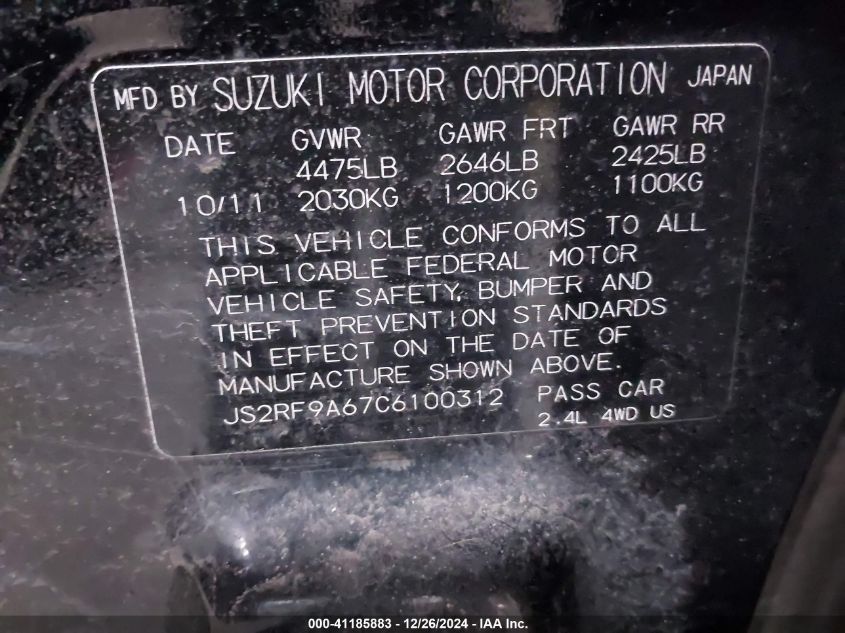 MFD BY SUZUKI MOTOR CORPORATION JAPAN
DATE GVWR GAWR FRT GAWR RR
4475LB 2646LB 2425LB
10/11 2030KG 1200KG 1100KG
THIS VEHICLE CONFORMS TO ALL
APPLICABLE FEDERAL MOTOR
VEHICLE SAFETY, BUMPER AND
THEFT PREVENTION STANDARDS
IN EFFECT ON THE DATE OF
MANUFACTURE SHOWN ABOVE.
JS2RF9A67C6100312 PASS CAR
2.4L 4WD US
000-41185883 - 12/26/2024 - IAA Inc.